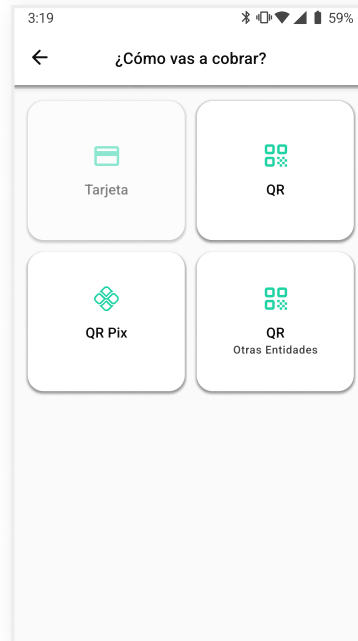 3:19 59%
¿Cómo vas a cobrar?
Tarjeta
QR
QR Pix
QR
Otras Entidades